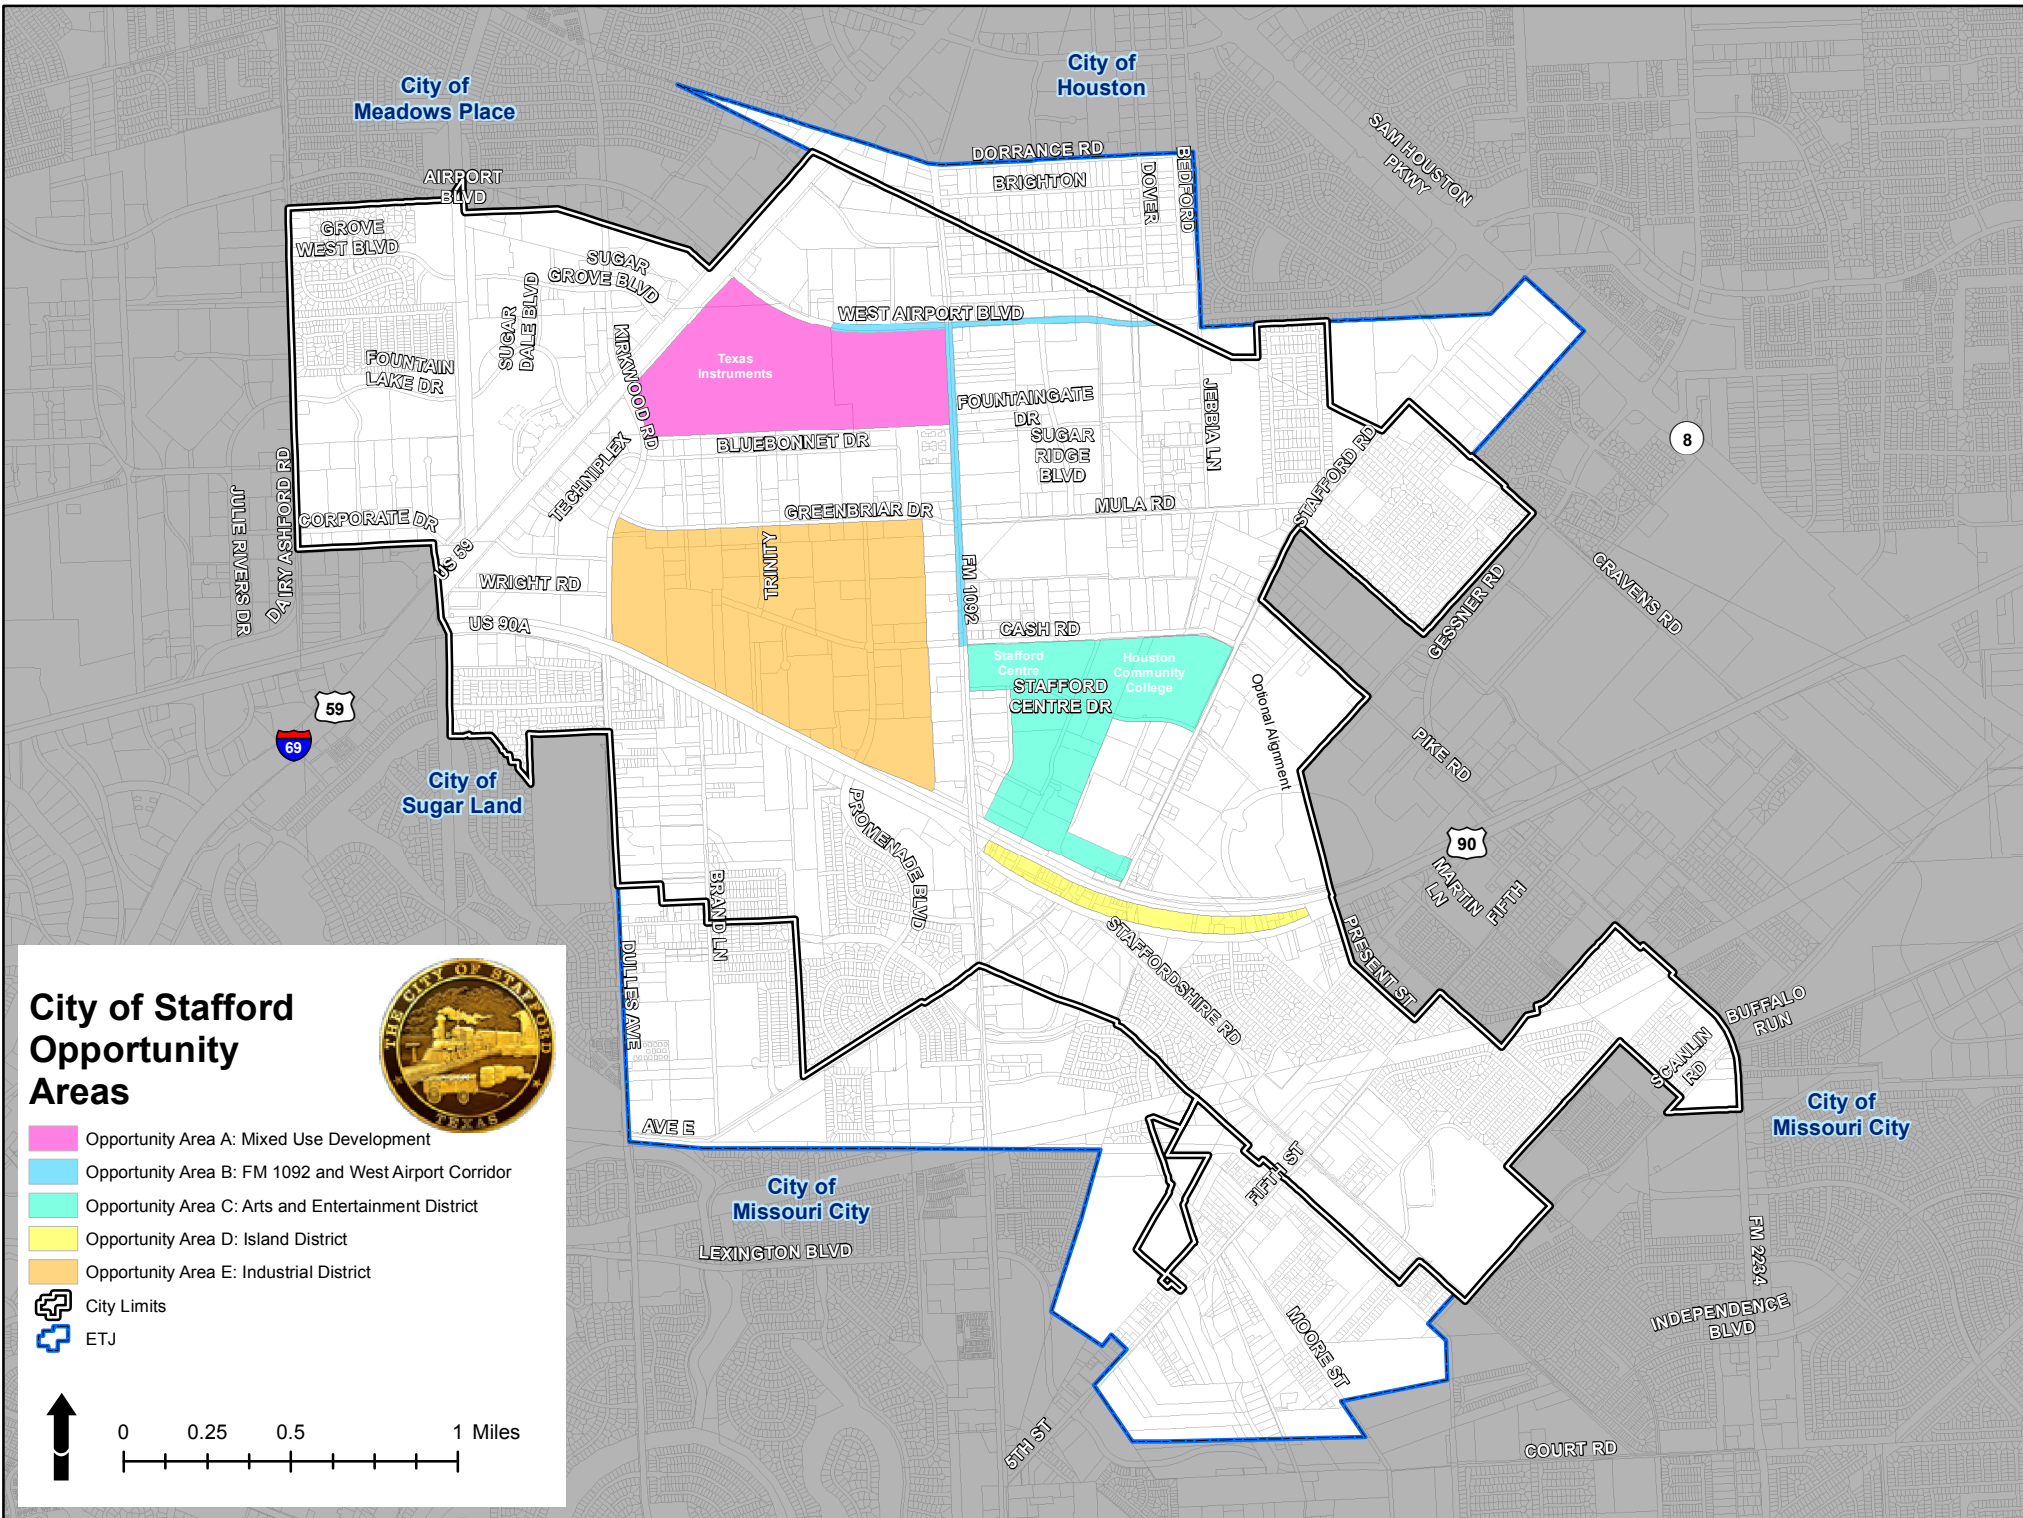 City of
Meadows Place
City of
Houston
SAM HOUSTON
PKWY
DORRANCE RD
BRIGHTON
DOVER
BEDFORD
AIRPORT
BLVD
GROVE
WEST BLVD
SUGAR
GROVE BLVD
SUGAR
DALE BLVD
KIRKWOOD RD
WEST AIRPORT BLVD
Texas
Instruments
FOUNTAIN
LAKE DR
FOUNTAINGATE
DR
SUGAR
RIDGE
BLVD
JEBBIA LN
BLUEBONNET DR
TECHNIPLEX
STAFFORD RD
8
JULIE RIVERS DR
DAIRY ASHFORD RD
CORPORATE DR
GREENBRIAR DR
MULA RD
US 59
WRIGHT RD
TRINITY
FM 1092
CRAVENS RD
GESSNER RD
US 90A
CASH RD
Stafford
Centre
Houston
Community
College
STAFFORD
CENTRE DR
Optional Alignment
59
69
PIKE RD
City of
Sugar Land
PROMENADE BLVD
90
MARTIN
LN
FIFTH
BRAND LN
STAFFORDSHIRE RD
PRESENT ST
DULLES AVE
BUFFALO
RUN
SCANLIN
RD
City of Stafford
Opportunity
Areas
THE CITY OF STAFFORD
TEXAS
Opportunity Area A: Mixed Use Development
Opportunity Area B: FM 1092 and West Airport Corridor
Opportunity Area C: Arts and Entertainment District
Opportunity Area D: Island District
Opportunity Area E: Industrial District
City Limits
ETJ
0 0.25 0.5 1 Miles
AVE E
City of
Missouri City
City of
Missouri City
LEXINGTON BLVD
FIFTH ST
FM 2234
INDEPENDENCE
BLVD
MOORE ST
5TH ST
COURT RD